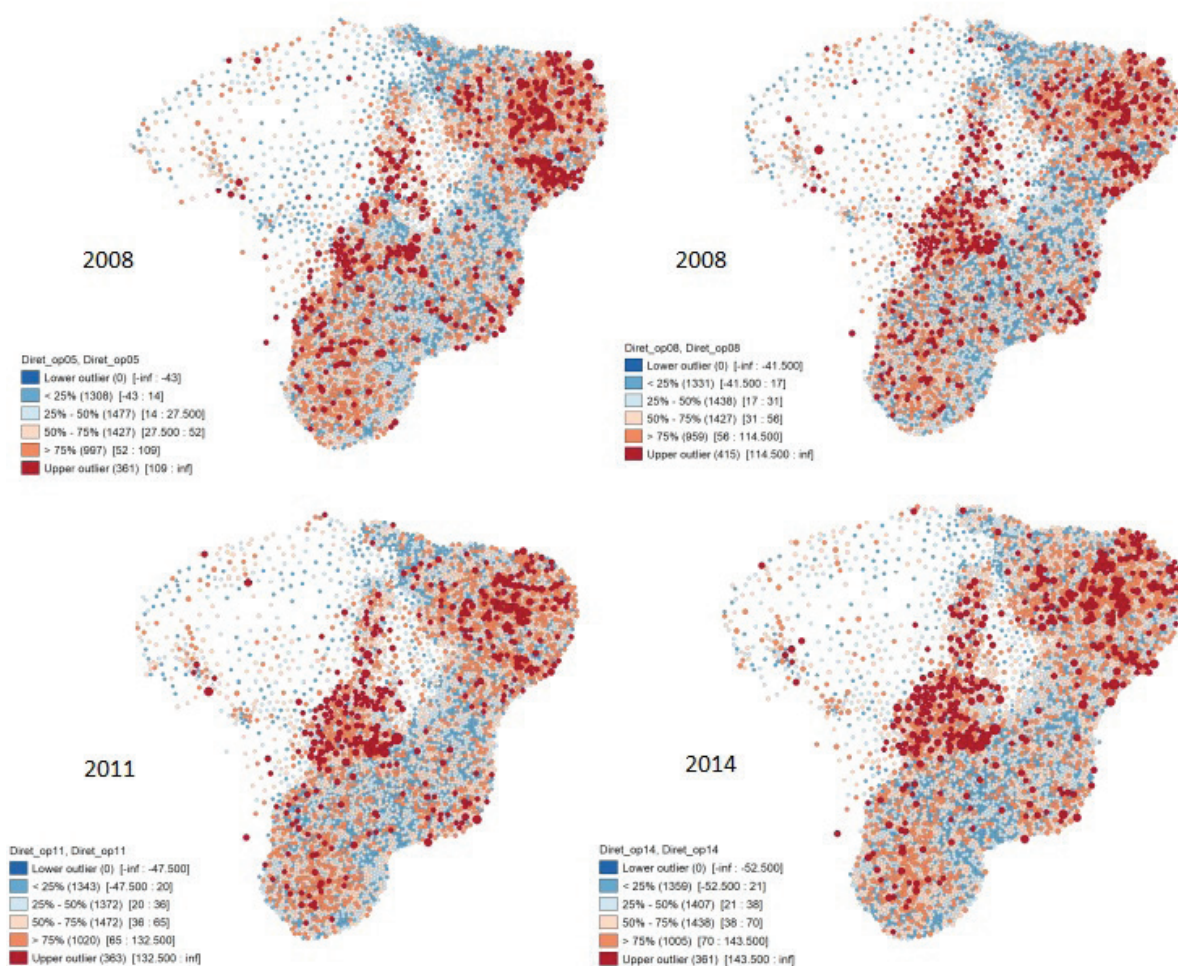 2008
Diret_op05, Diret_op05
Lower outlier (0) [-inf : -43]
< 25% (1308) [-43 : 14]
25% - 50% (1477) [14 : 27.500]
50% - 75% (1427) [27.500 : 52]
> 75% (997) [52 : 109]
Upper outlier (361) [109 : inf]
2008
Diret_op08, Diret_op08
Lower outlier (0) [-inf : -41.500]
< 25% (1331) [-41.500 : 17]
25% - 50% (1438) [17 : 31]
50% - 75% (1427) [31 : 56]
> 75% (959) [56 : 114.500]
Upper outlier (415) [114.500 : inf]
2011
Diret_op11, Diret_op11
Lower outlier (0) [-inf : -47.500]
< 25% (1343) [-47.500 : 20]
25% - 50% (1372) [20 : 36]
50% - 75% (1472) [36 : 65]
> 75% (1020) [65 : 132.500]
Upper outlier (363) [132.500 : inf]
2014
Diret_op14, Diret_op14
Lower outlier (0) [-inf : -52.500]
< 25% (1359) [-52.500 : 21]
25% - 50% (1407) [21 : 38]
50% - 75% (1438) [38 : 70]
> 75% (1005) [70 : 143.500]
Upper outlier (361) [143.500 : inf]